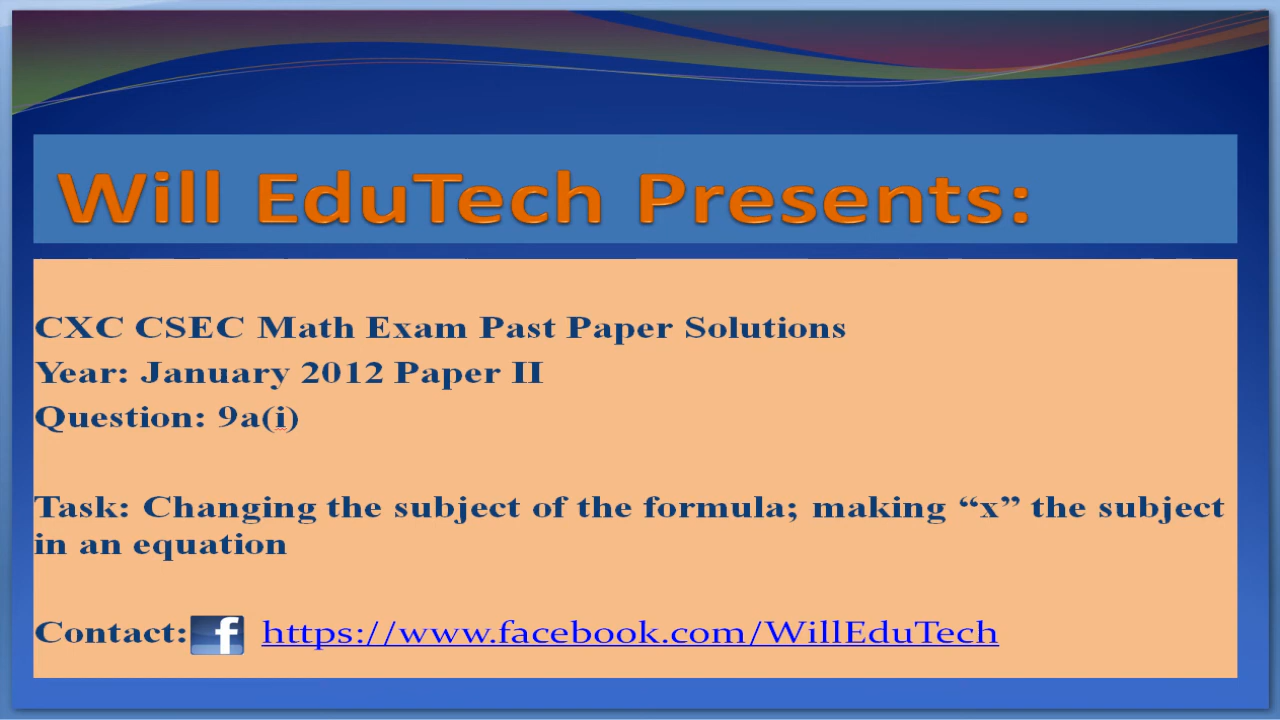 Will EduTech Presents:
CXC CSEC Math Exam Past Paper Solutions
Year: January 2012 Paper II
Question: 9a(i)
Task: Changing the subject of the formula; making “x” the subject
in an equation
Contact: f https://www.facebook.com/WillEduTech